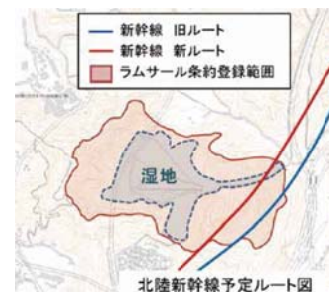 新幹線 旧ルート
新幹線 新ルート
ラムサール条約登録範囲
湿地
北陸新幹線予定ルート図